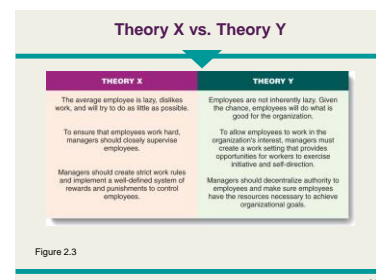 Theory X vs. Theory Y
THEORY X
The average employee is lazy, dislikes
work, and will try to do as little as possible.
To ensure that employees work hard,
managers should closely supervise
employees.
Managers should create strict work rules
and implement a well-defined system of
rewards and punishments to control
employees.
THEORY Y
Employees are not inherently lazy. Given
the chance, employees will do what is
good for the organization.
To allow employees to work in the
organization's interest, managers must
create a work setting that provides
opportunities for workers to exercise
initiative and self-direction.
Managers should decentralize authority to
employees and make sure employees
have the resources necessary to achieve
organizational goals.
Figure 2.3